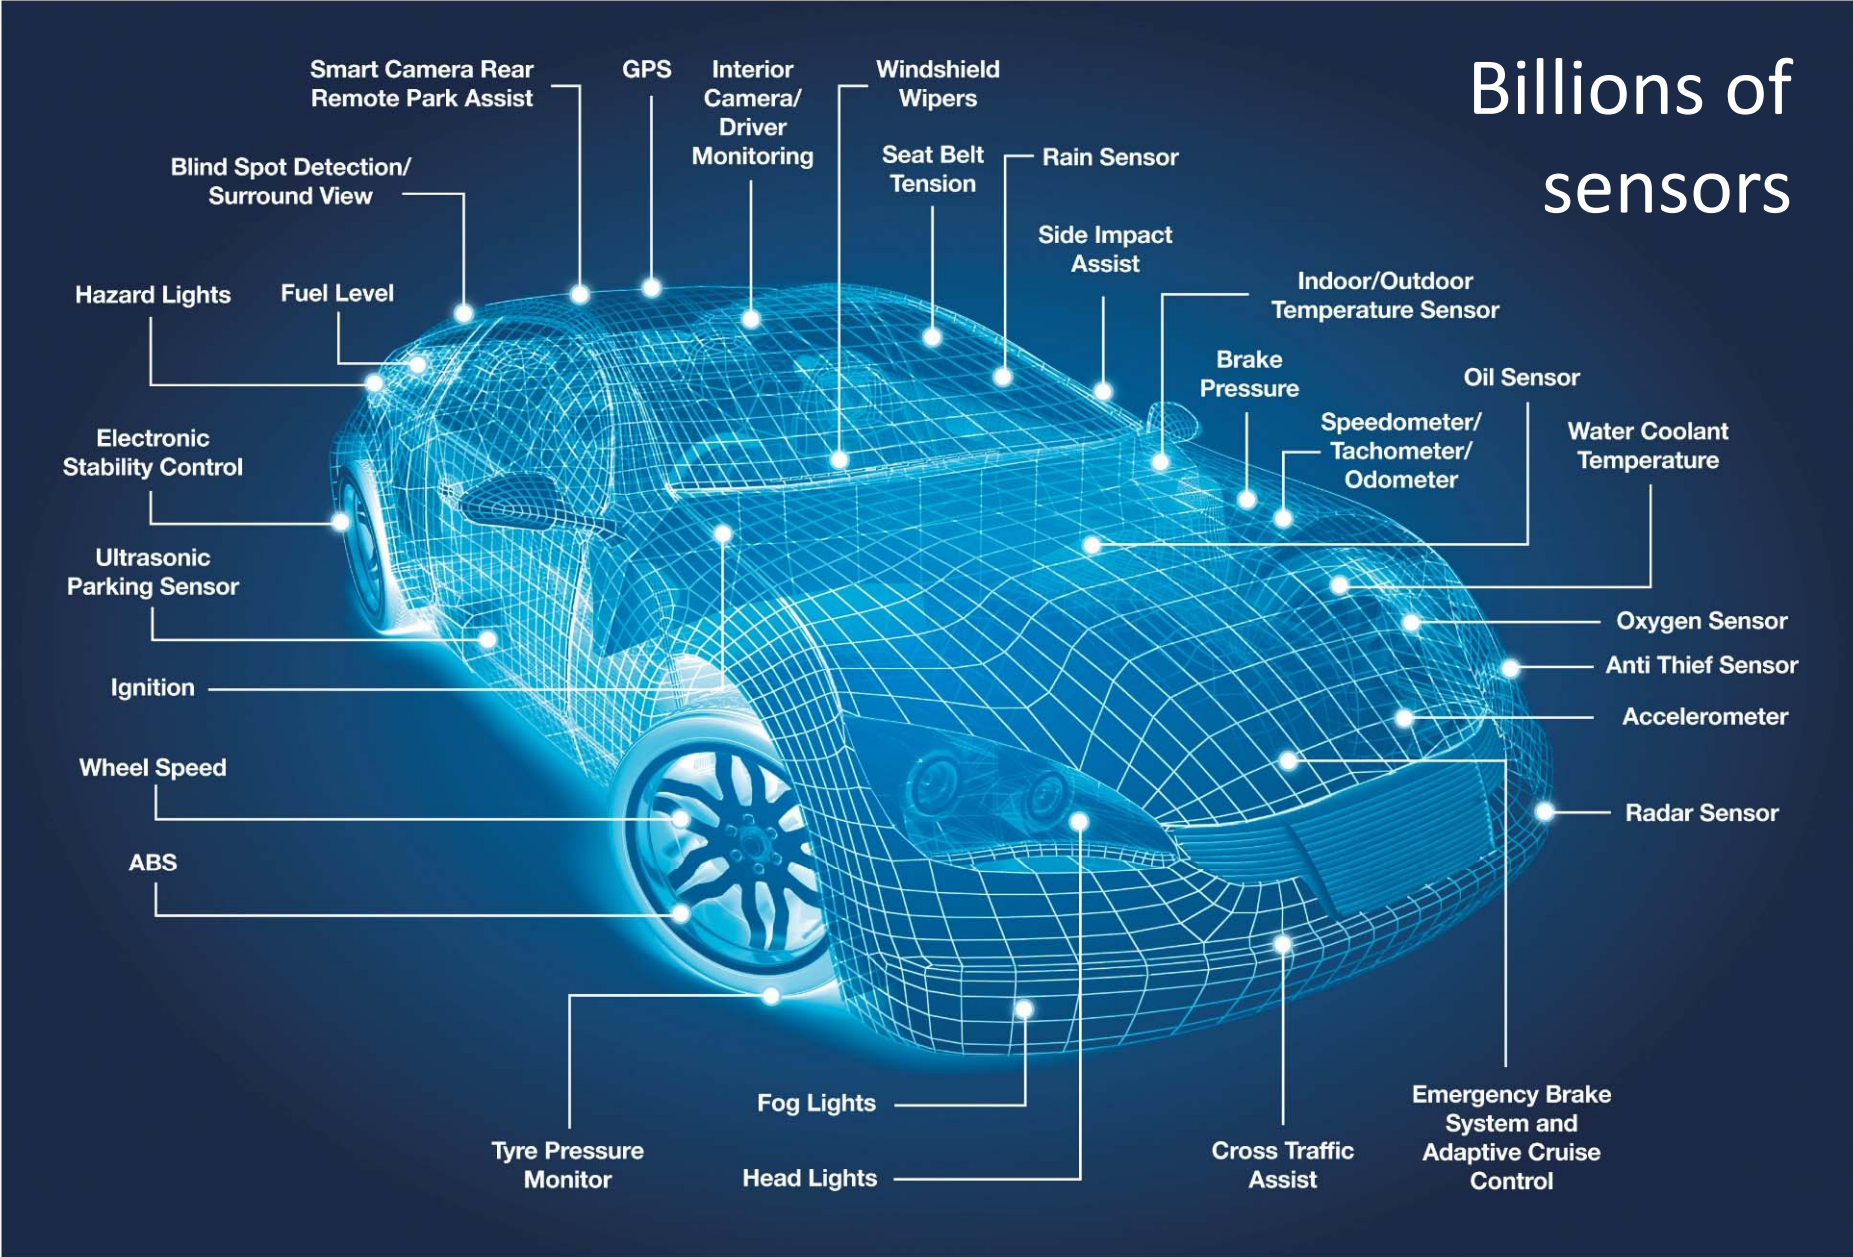 Billions of
sensors
Smart Camera Rear
Remote Park Assist
GPS
Interior
Camera/
Driver
Monitoring
Windshield
Wipers
Blind Spot Detection/
Surround View
Seat Belt
Tension
Rain Sensor
Side Impact
Assist
Hazard Lights
Fuel Level
Indoor/Outdoor
Temperature Sensor
Brake
Pressure
Oil Sensor
Speedometer/
Tachometer/
Odometer
Water Coolant
Temperature
Electronic
Stability Control
Ultrasonic
Parking Sensor
Oxygen Sensor
Anti Thief Sensor
Ignition
Accelerometer
Wheel Speed
Radar Sensor
ABS
Fog Lights
Tyre Pressure
Monitor
Head Lights
Cross Traffic
Assist
Emergency Brake
System and
Adaptive Cruise
Control